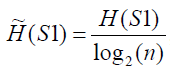 H̃(S1) = H(S1) / log₂(n)